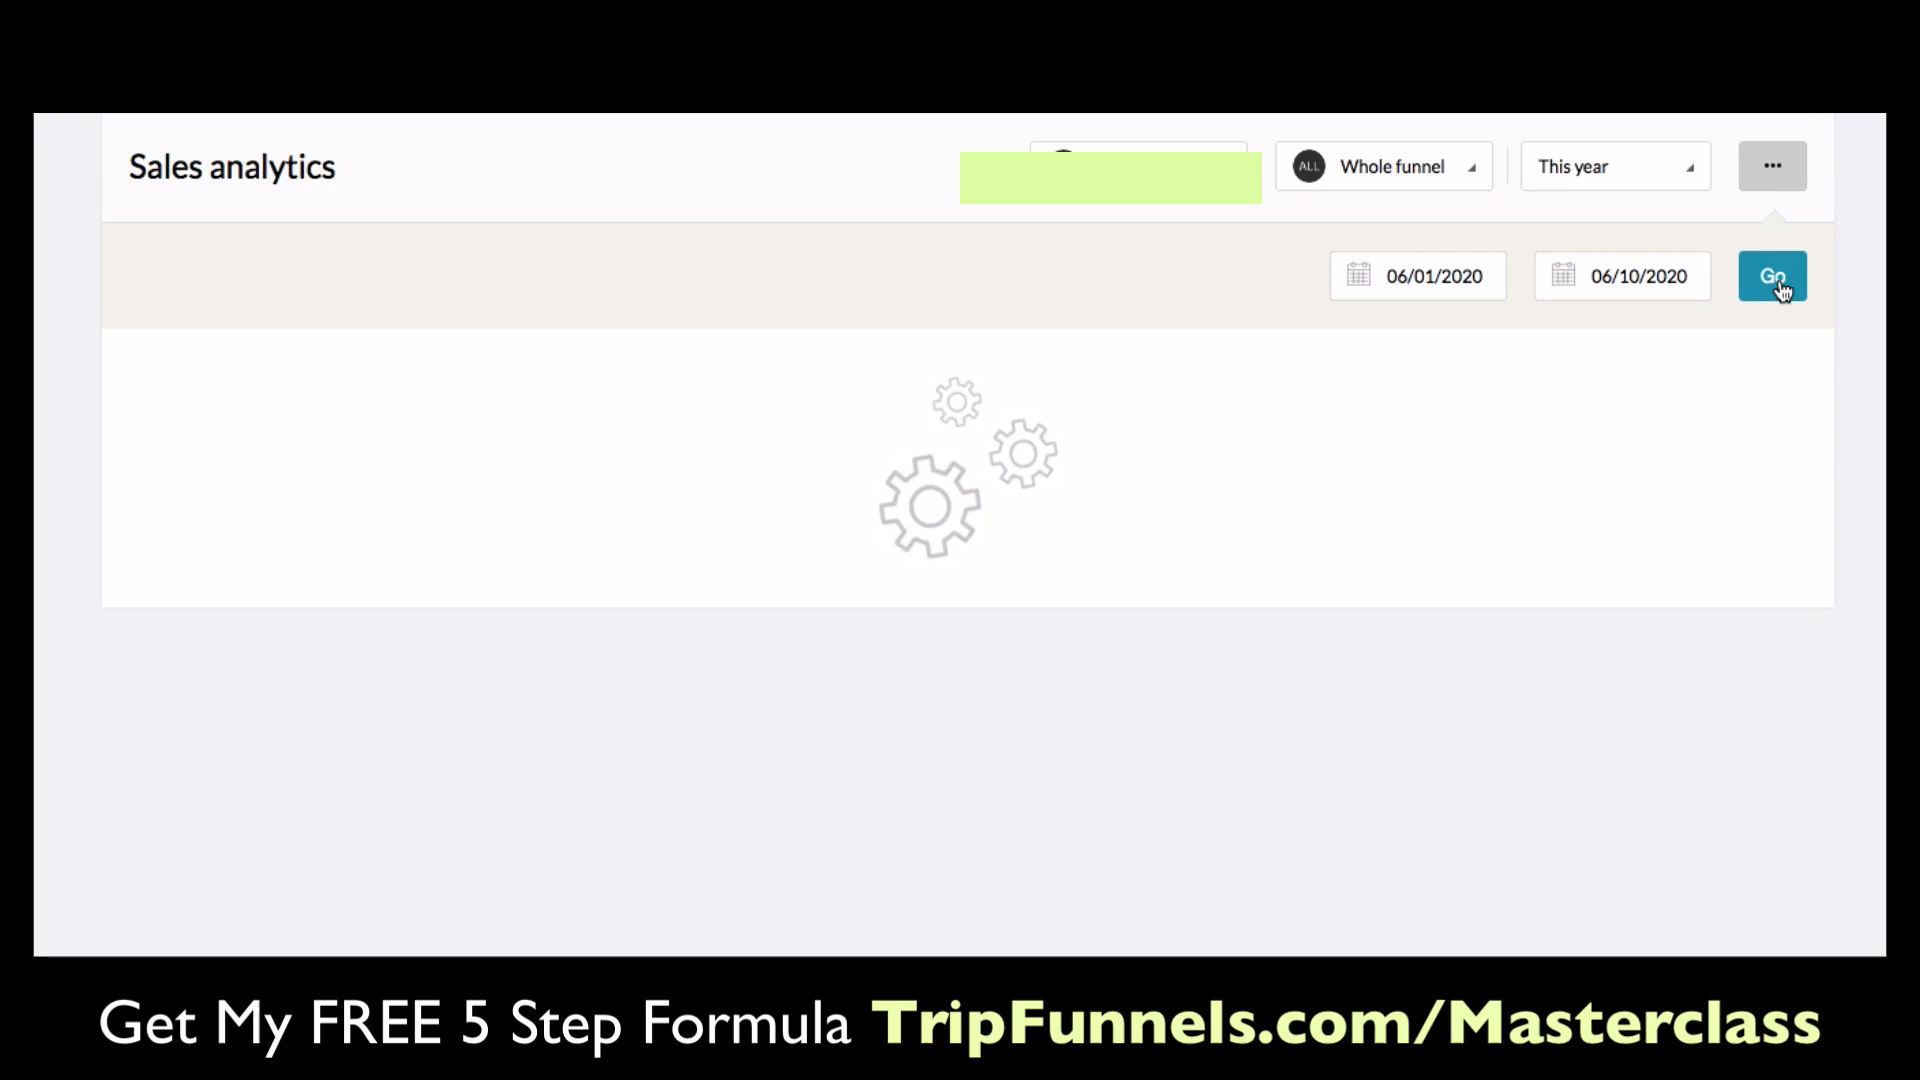 Sales analytics
ALL Whole funnel
This year
•••
06/01/2020
06/10/2020
Go
Get My FREE 5 Step Formula TripFunnels.com/Masterclass